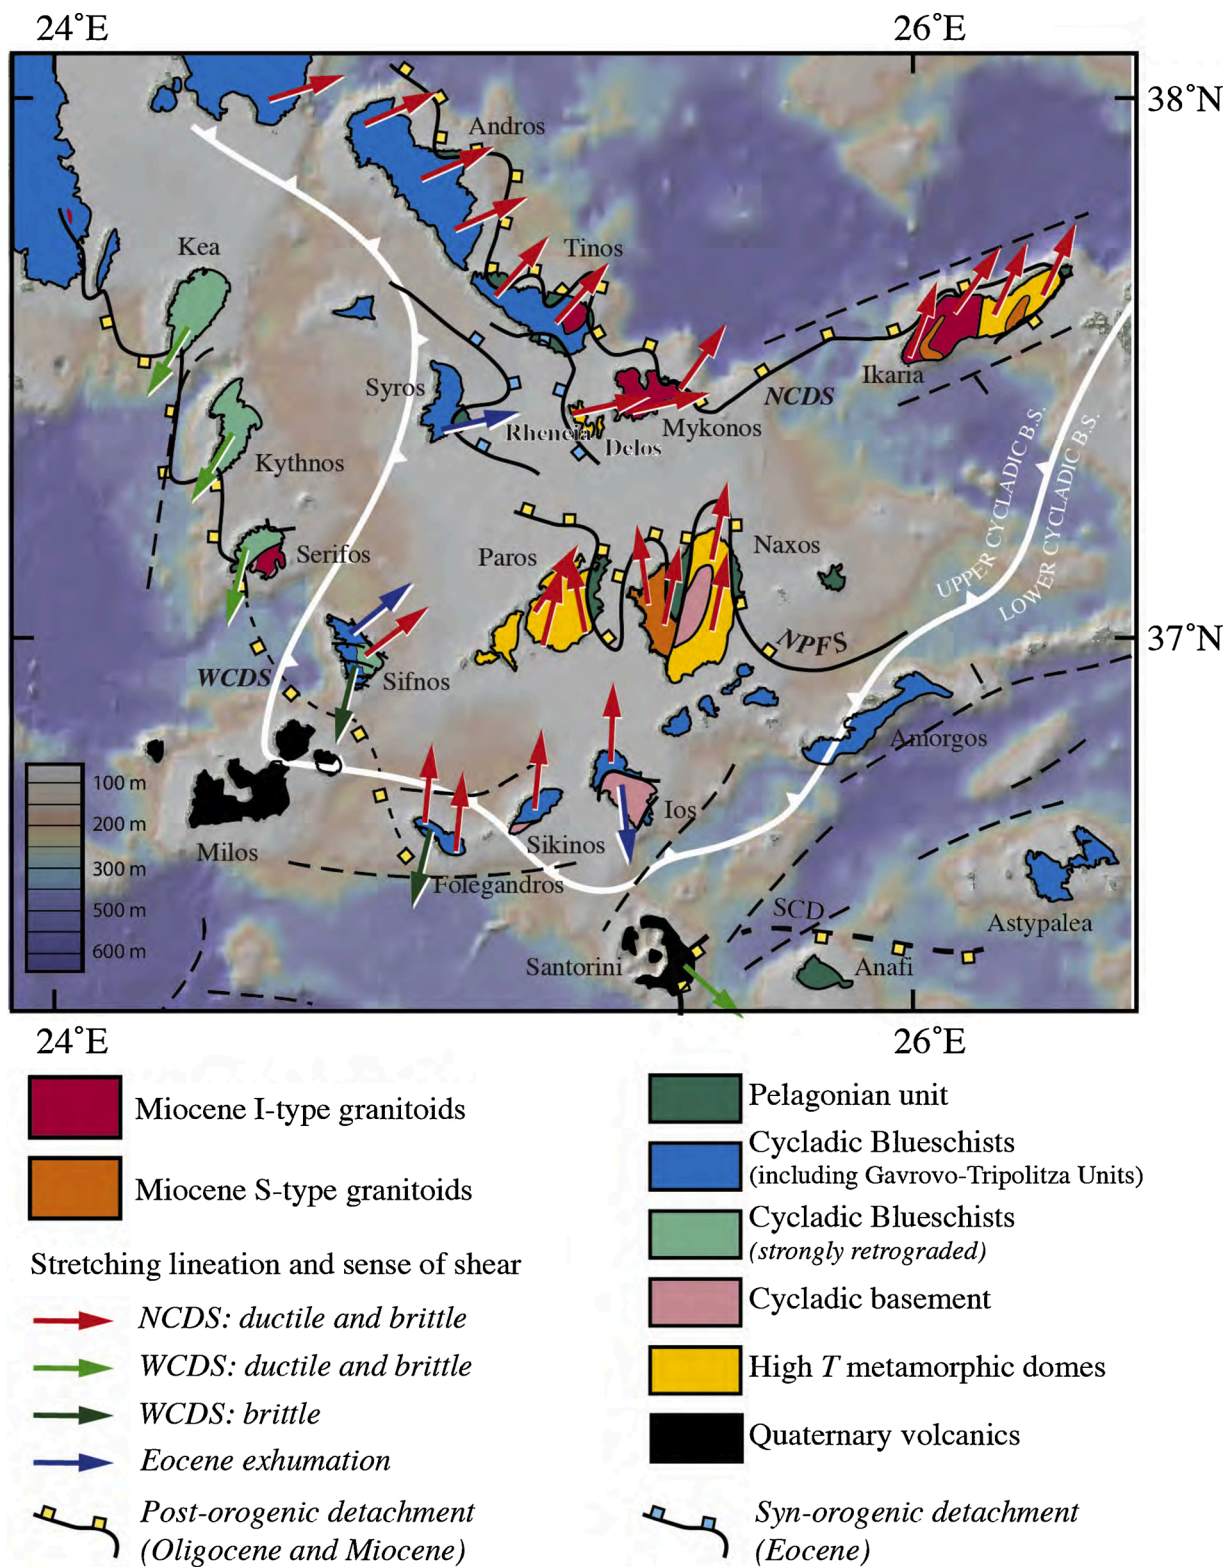 24˚E
26˚E
38˚N
Andros
Kea
Tinos
Syros
Ikaria
NCDS
Rheneia
Delos
Mykonos
Kythnos
UPPER CYCLADIC B.S.
LOWER CYCLADIC B.S.
Serifos
Paros
Naxos
NPFS
37˚N
WCDS
Sifnos
Amorgos
100 m
200 m
300 m
500 m
600 m
Milos
Sikinos
Ios
Folegandros
SCD
Astypalea
Santorini
Anafi
24˚E
26˚E
Miocene I-type granitoids
Miocene S-type granitoids
Stretching lineation and sense of shear
NCDS: ductile and brittle
WCDS: ductile and brittle
WCDS: brittle
Eocene exhumation
Post-orogenic detachment
(Oligocene and Miocene)
Pelagonian unit
Cycladic Blueschists
(including Gavrovo-Tripolitza Units)
Cycladic Blueschists
(strongly retrograded)
Cycladic basement
High T metamorphic domes
Quaternary volcanics
Syn-orogenic detachment
(Eocene)